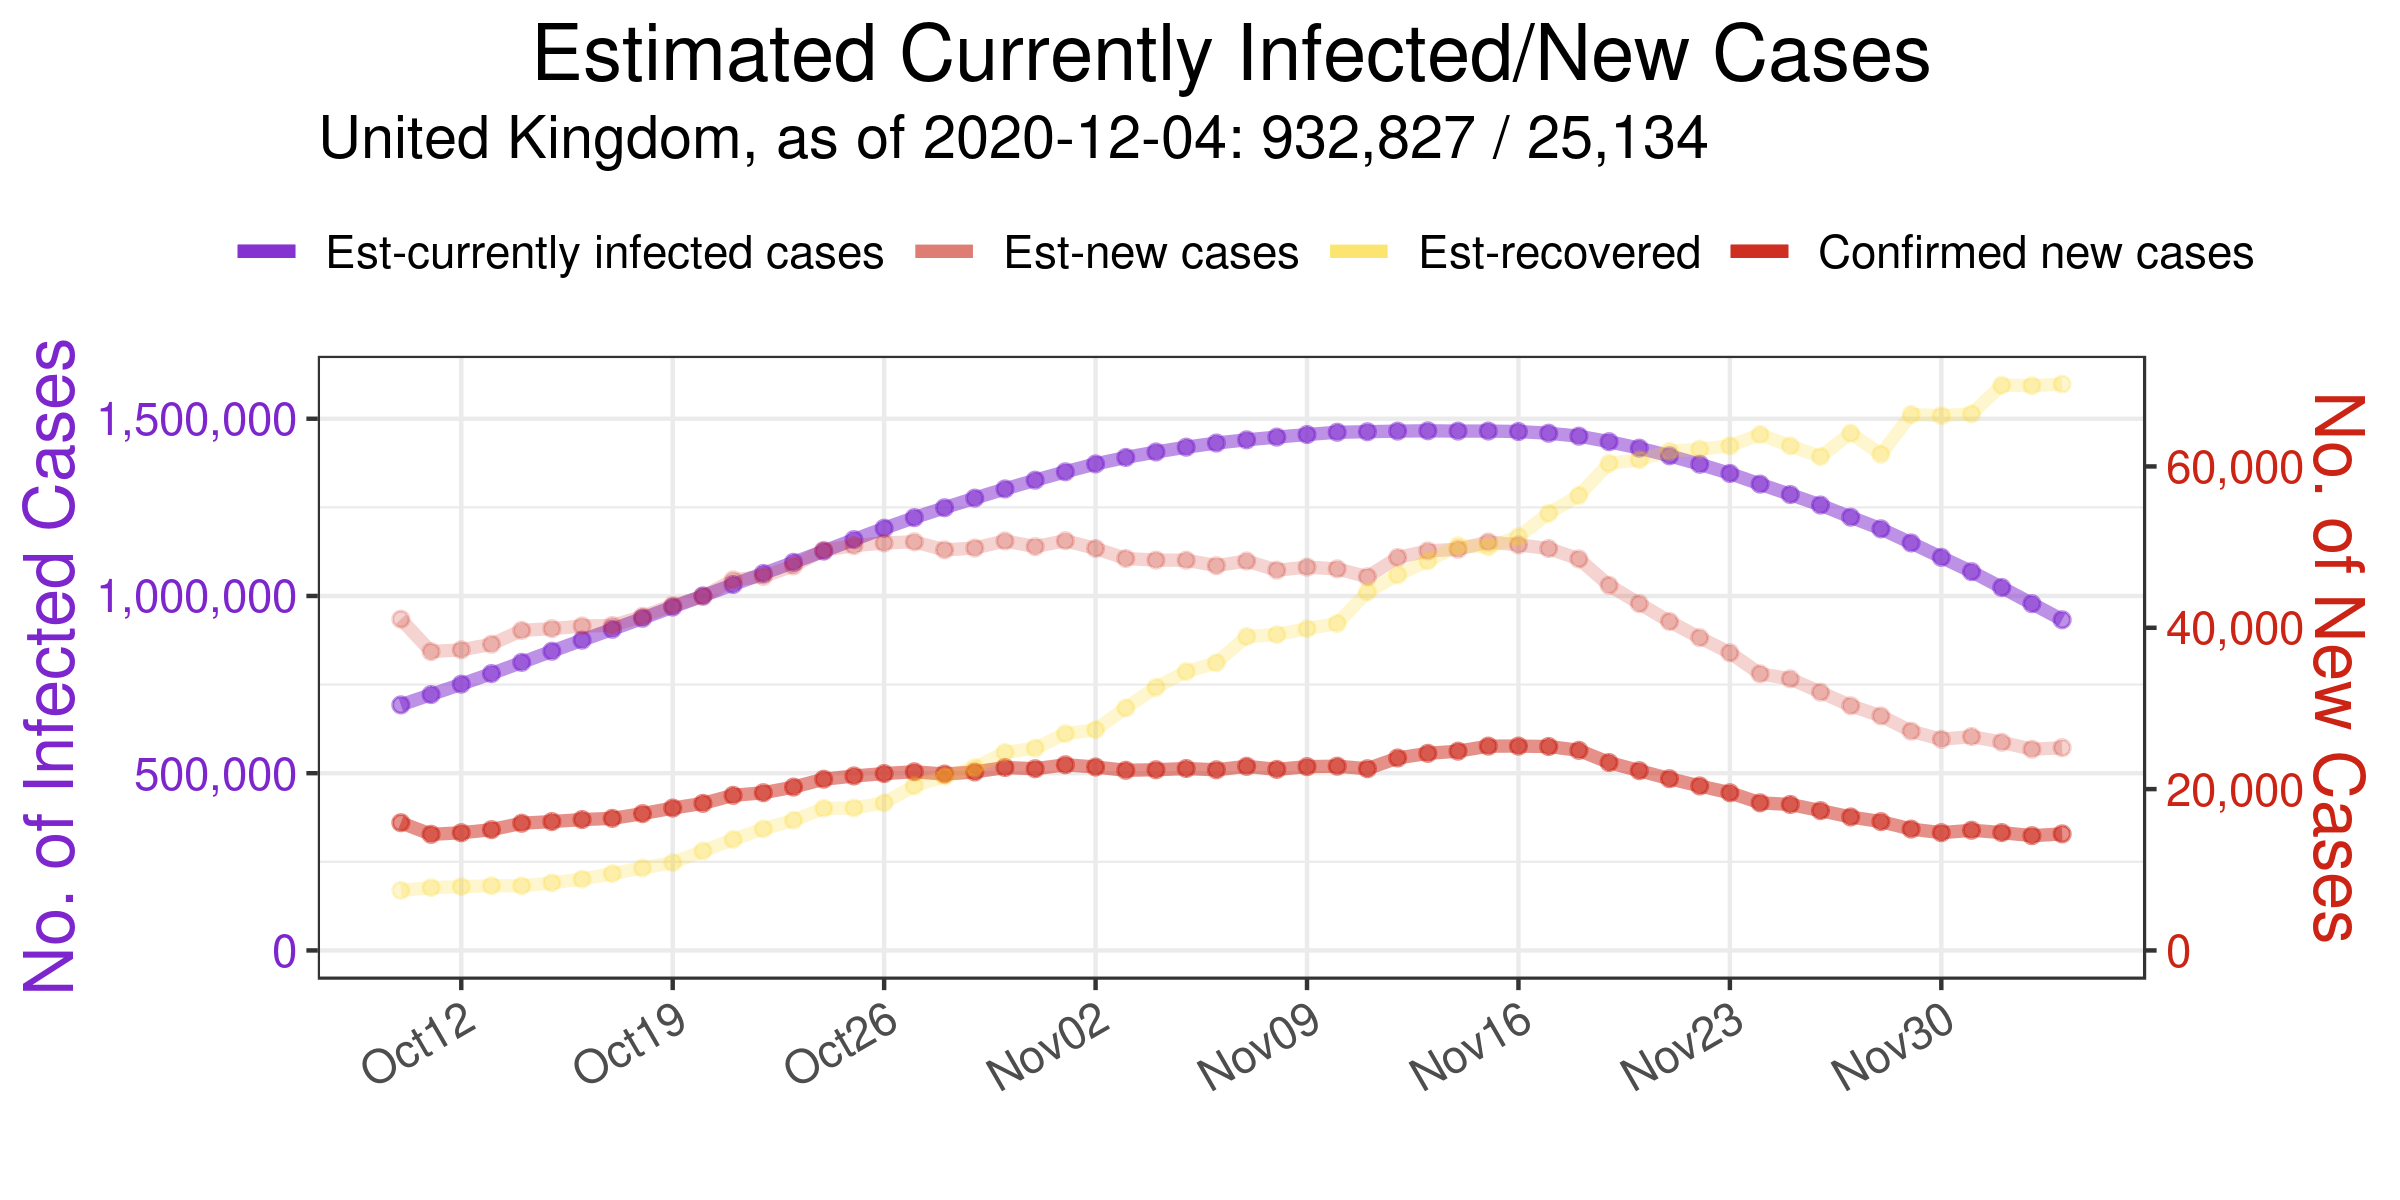 Estimated Currently Infected/New Cases
United Kingdom, as of 2020-12-04: 932,827 / 25,134
Est-currently infected cases Est-new cases Est-recovered Confirmed new cases
No. of Infected Cases
1,500,000
1,000,000
500,000
0
60,000
40,000
20,000
0
No. of New Cases
Oct12 Oct19 Oct26 Nov02 Nov09 Nov16 Nov23 Nov30